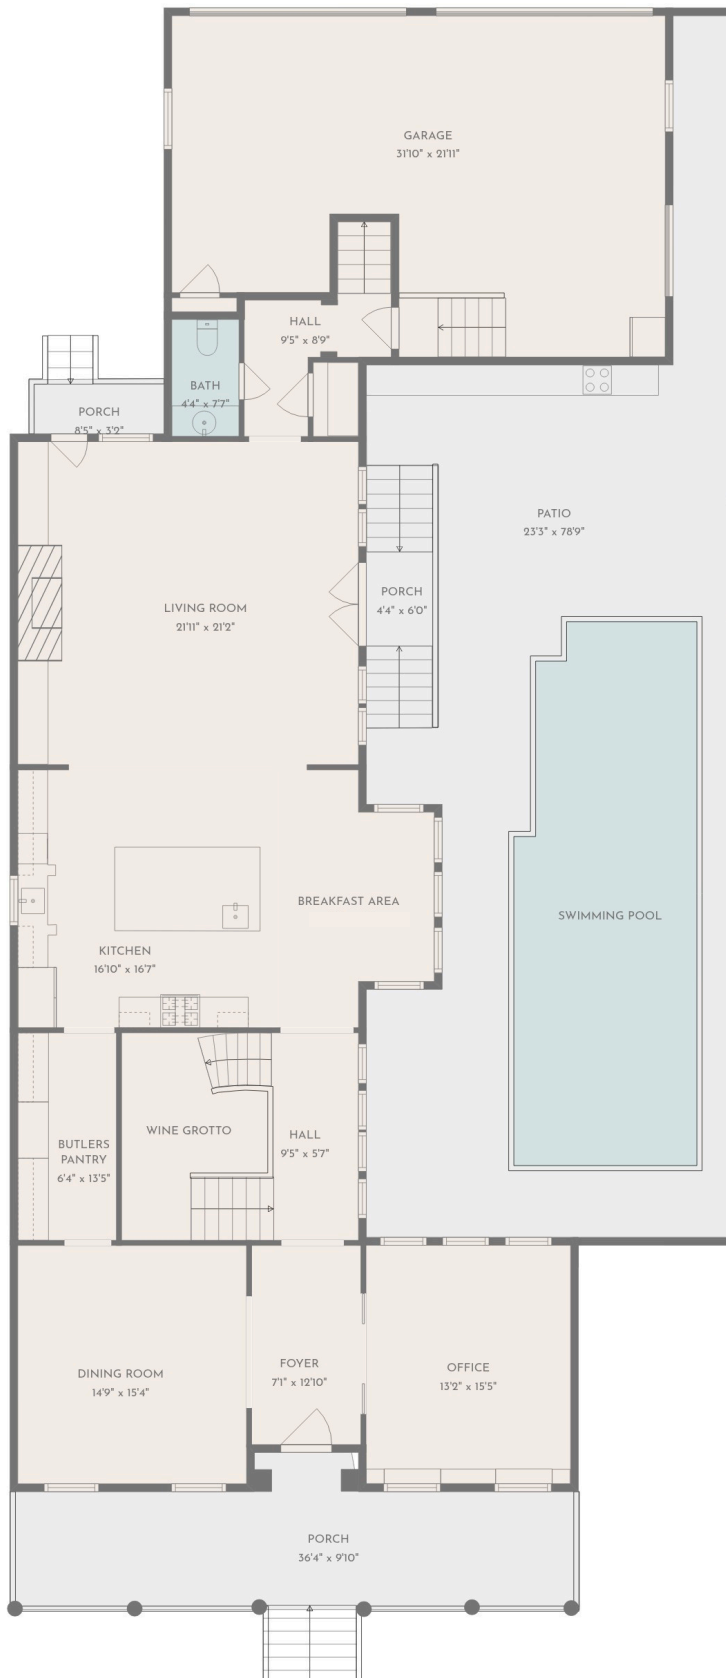 GARAGE
31'10" x 21'11"
HALL
9'5" x 8'9"
BATH
4'4" x 7'7"
PORCH
8'5" x 3'2"
PATIO
23'3" x 78'9"
PORCH
4'4" x 6'0"
LIVING ROOM
21'11" x 21'2"
BREAKFAST AREA
SWIMMING POOL
KITCHEN
16'10" x 16'7"
WINE GROTTO
HALL
9'5" x 5'7"
BUTLERS
PANTRY
6'4" x 13'5"
FOYER
7'1" x 12'10"
OFFICE
13'2" x 15'5"
DINING ROOM
14'9" x 15'4"
PORCH
36'4" x 9'10"